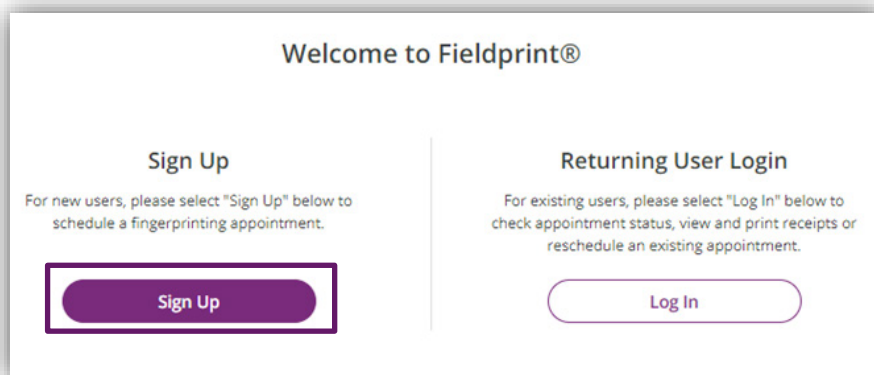 Welcome to Fieldprint®
Sign Up
For new users, please select "Sign Up" below to
schedule a fingerprinting appointment.
Sign Up
Returning User Login
For existing users, please select "Log In" below to
check appointment status, view and print receipts or
reschedule an existing appointment.
Log In